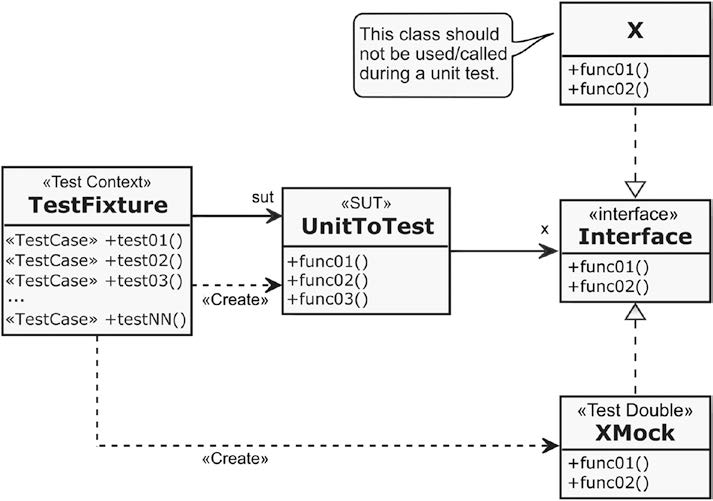 This class should
not be used/called
during a unit test.
X
+func01()
+func02()
«Test Context»
TestFixture
«TestCase» +test01()
«TestCase» +test02()
«TestCase» +test03()
...
«TestCase» +testNN()
sut
«Create»
«SUT»
UnitToTest
+func01()
+func02()
+func03()
x
«interface»
Interface
+func01()
+func02()
«Create»
«Test Double»
XMock
+func01()
+func02()